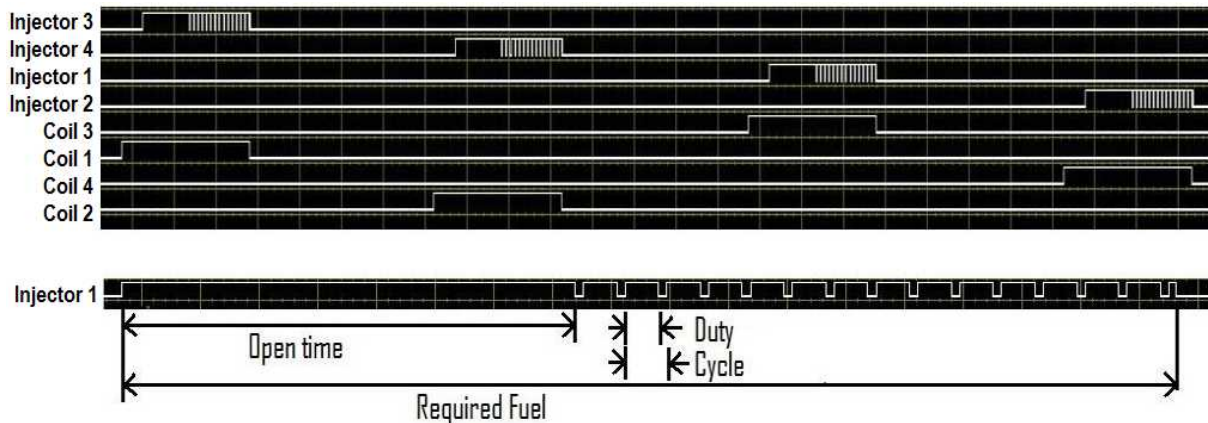 Injector 3
Injector 4
Injector 1
Injector 2
Coil 3
Coil 1
Coil 4
Coil 2
Injector 1
Open time
Duty
Cycle
Required Fuel